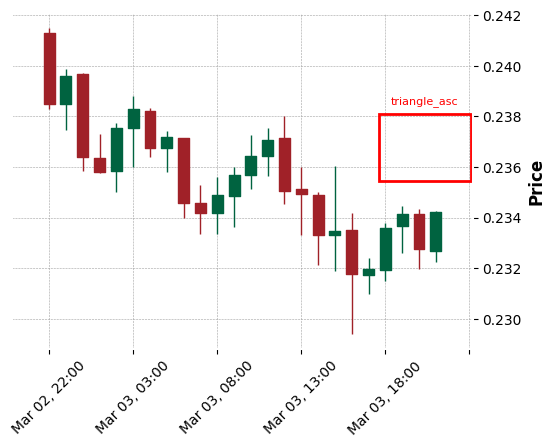 0.242
0.240
triangle_asc
0.238
0.236
Price
0.234
0.232
0.230
Mar 02, 22:00
Mar 03, 03:00
Mar 03, 08:00
Mar 03, 13:00
Mar 03, 18:00